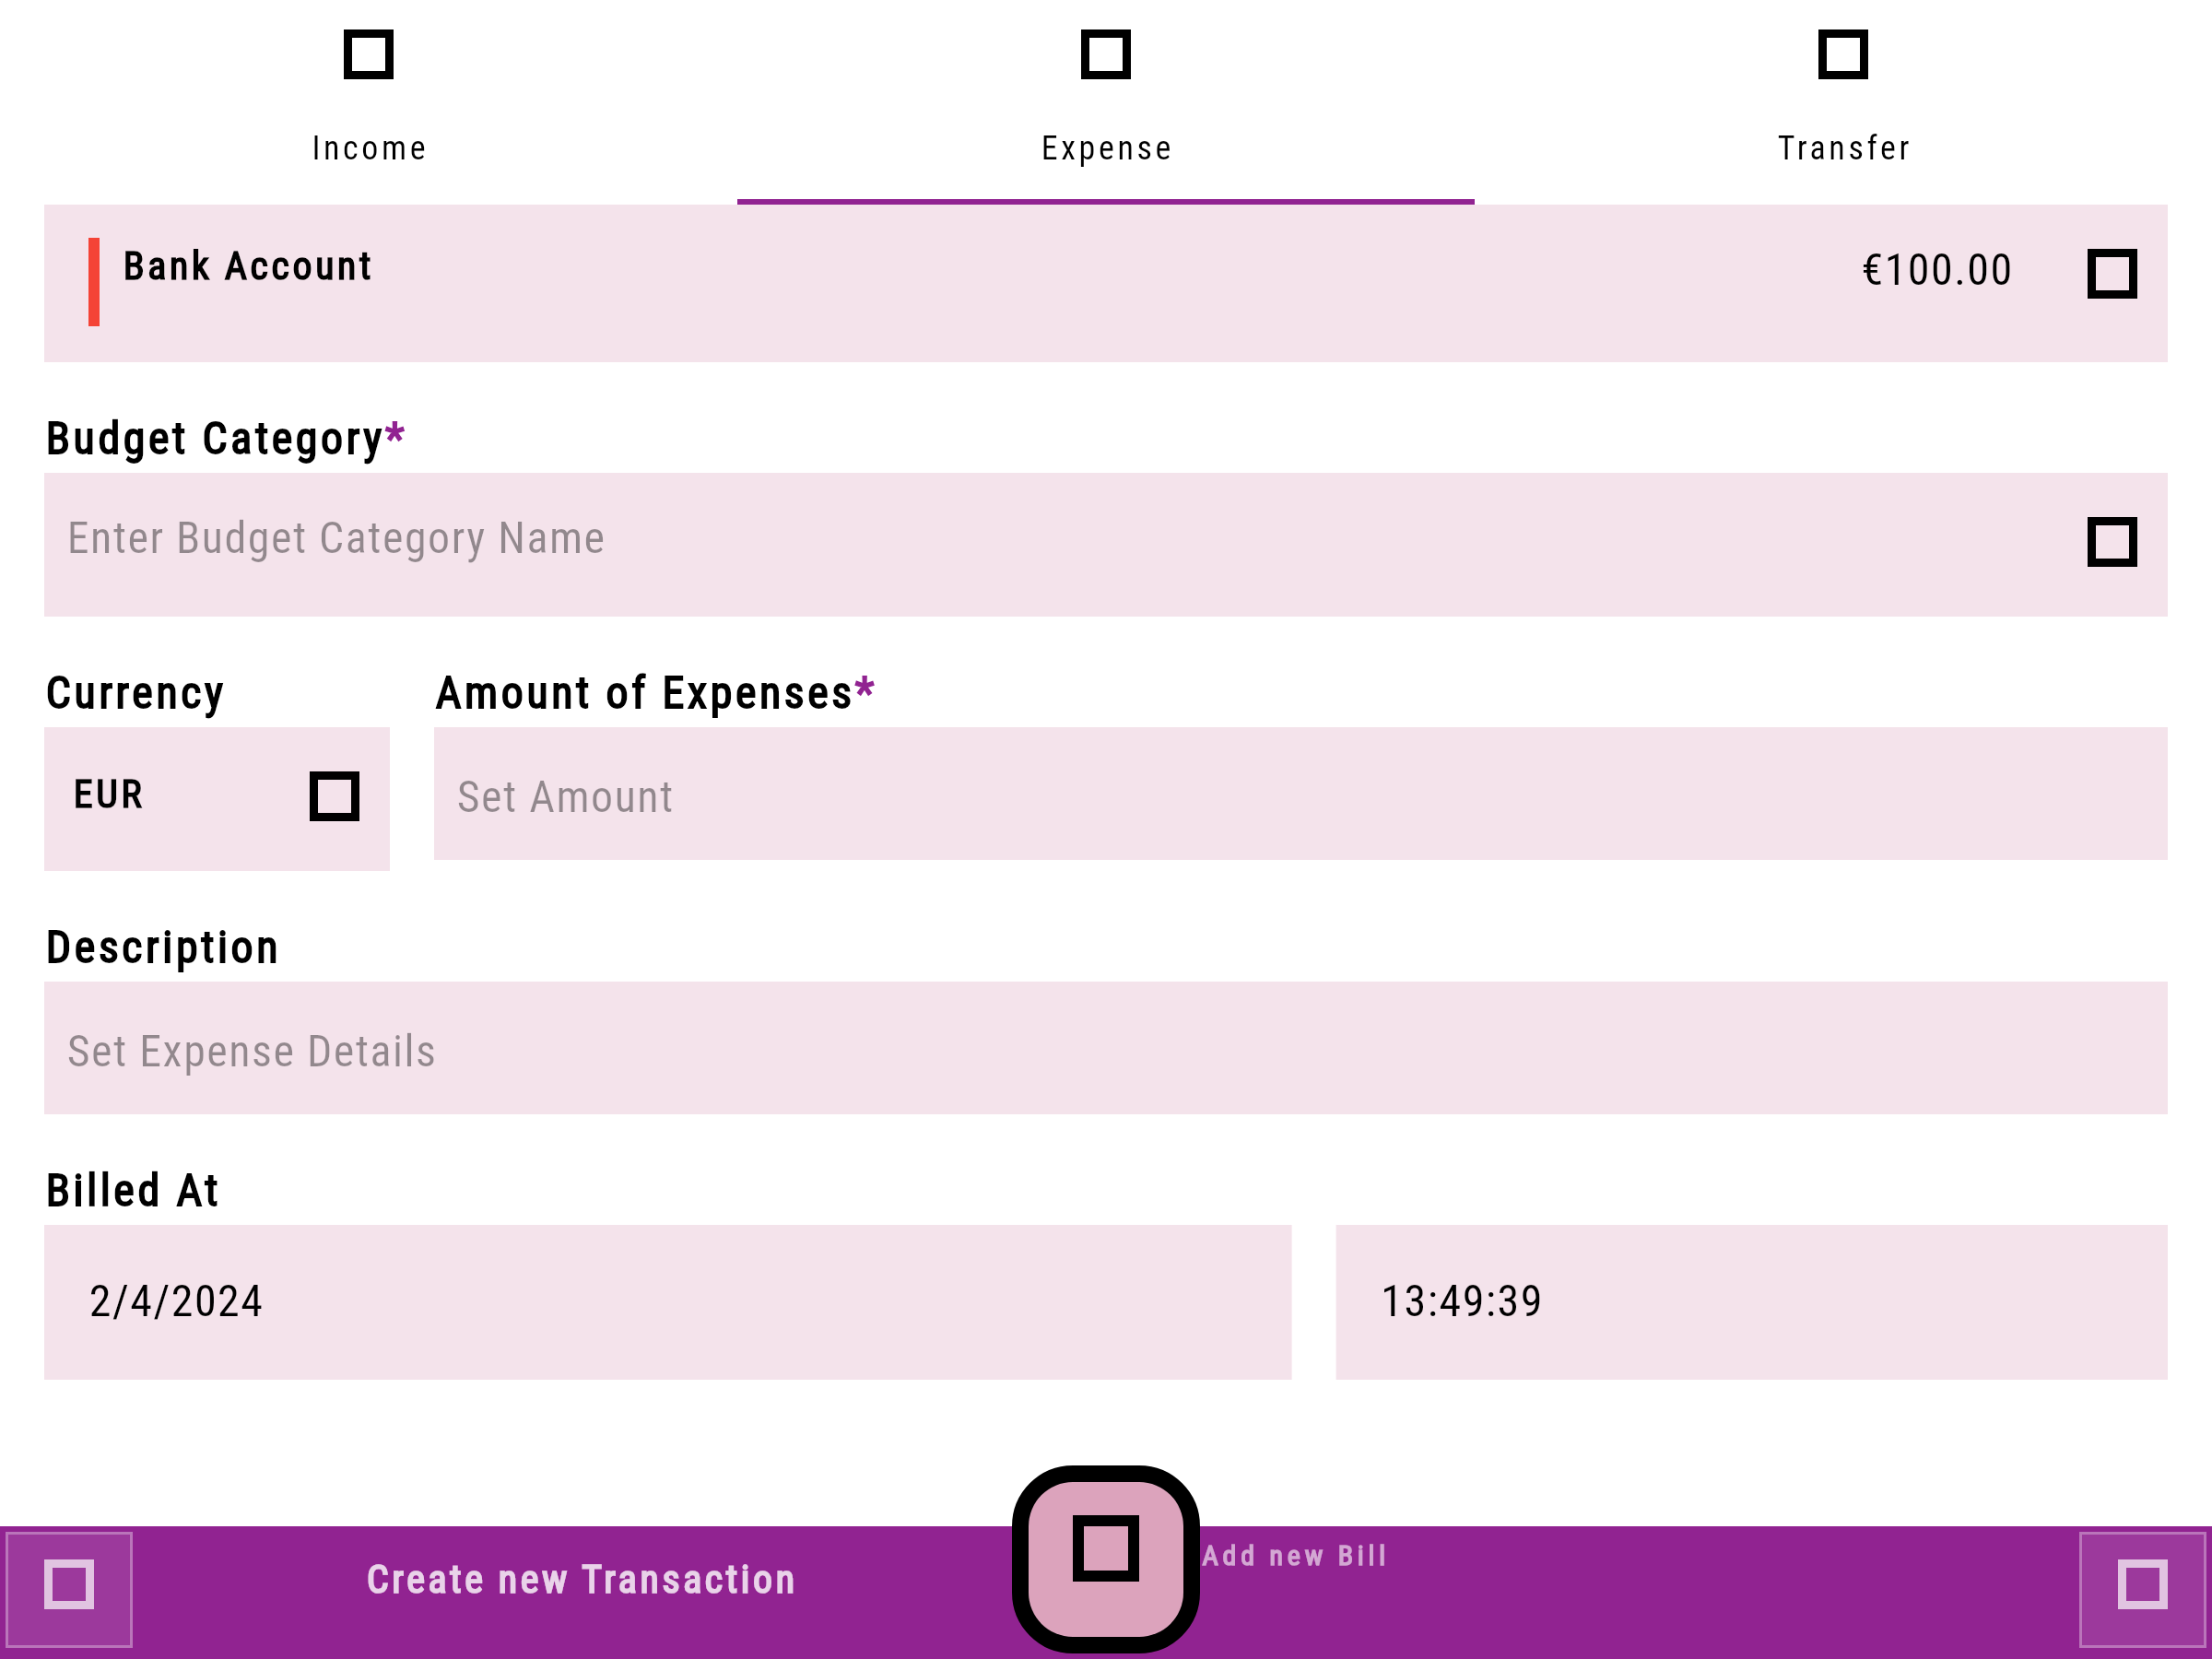 Income
Expense
Transfer
Bank Account
€100.00
Budget Category*
Enter Budget Category Name
Currency
Amount of Expenses*
EUR
Set Amount
Description
Set Expense Details
Billed At
2/4/2024
13:49:39
Create new Transaction
Add new Bill